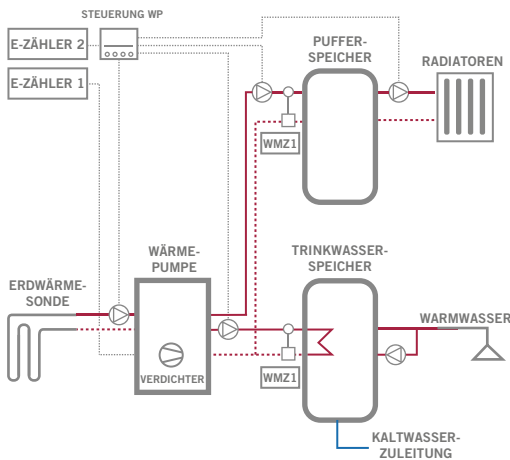 STEUERUNG WP
E-ZÄHLER 2
E-ZÄHLER 1
PUFFER-
SPEICHER
RADIATOREN
WMZ1
WÄRME-
PUMPE
TRINKWASSER-
SPEICHER
ERDWÄRME-
SONDE
WARMWASSER
VERDICHTER
WMZ1
KALTWASSER-
ZULEITUNG